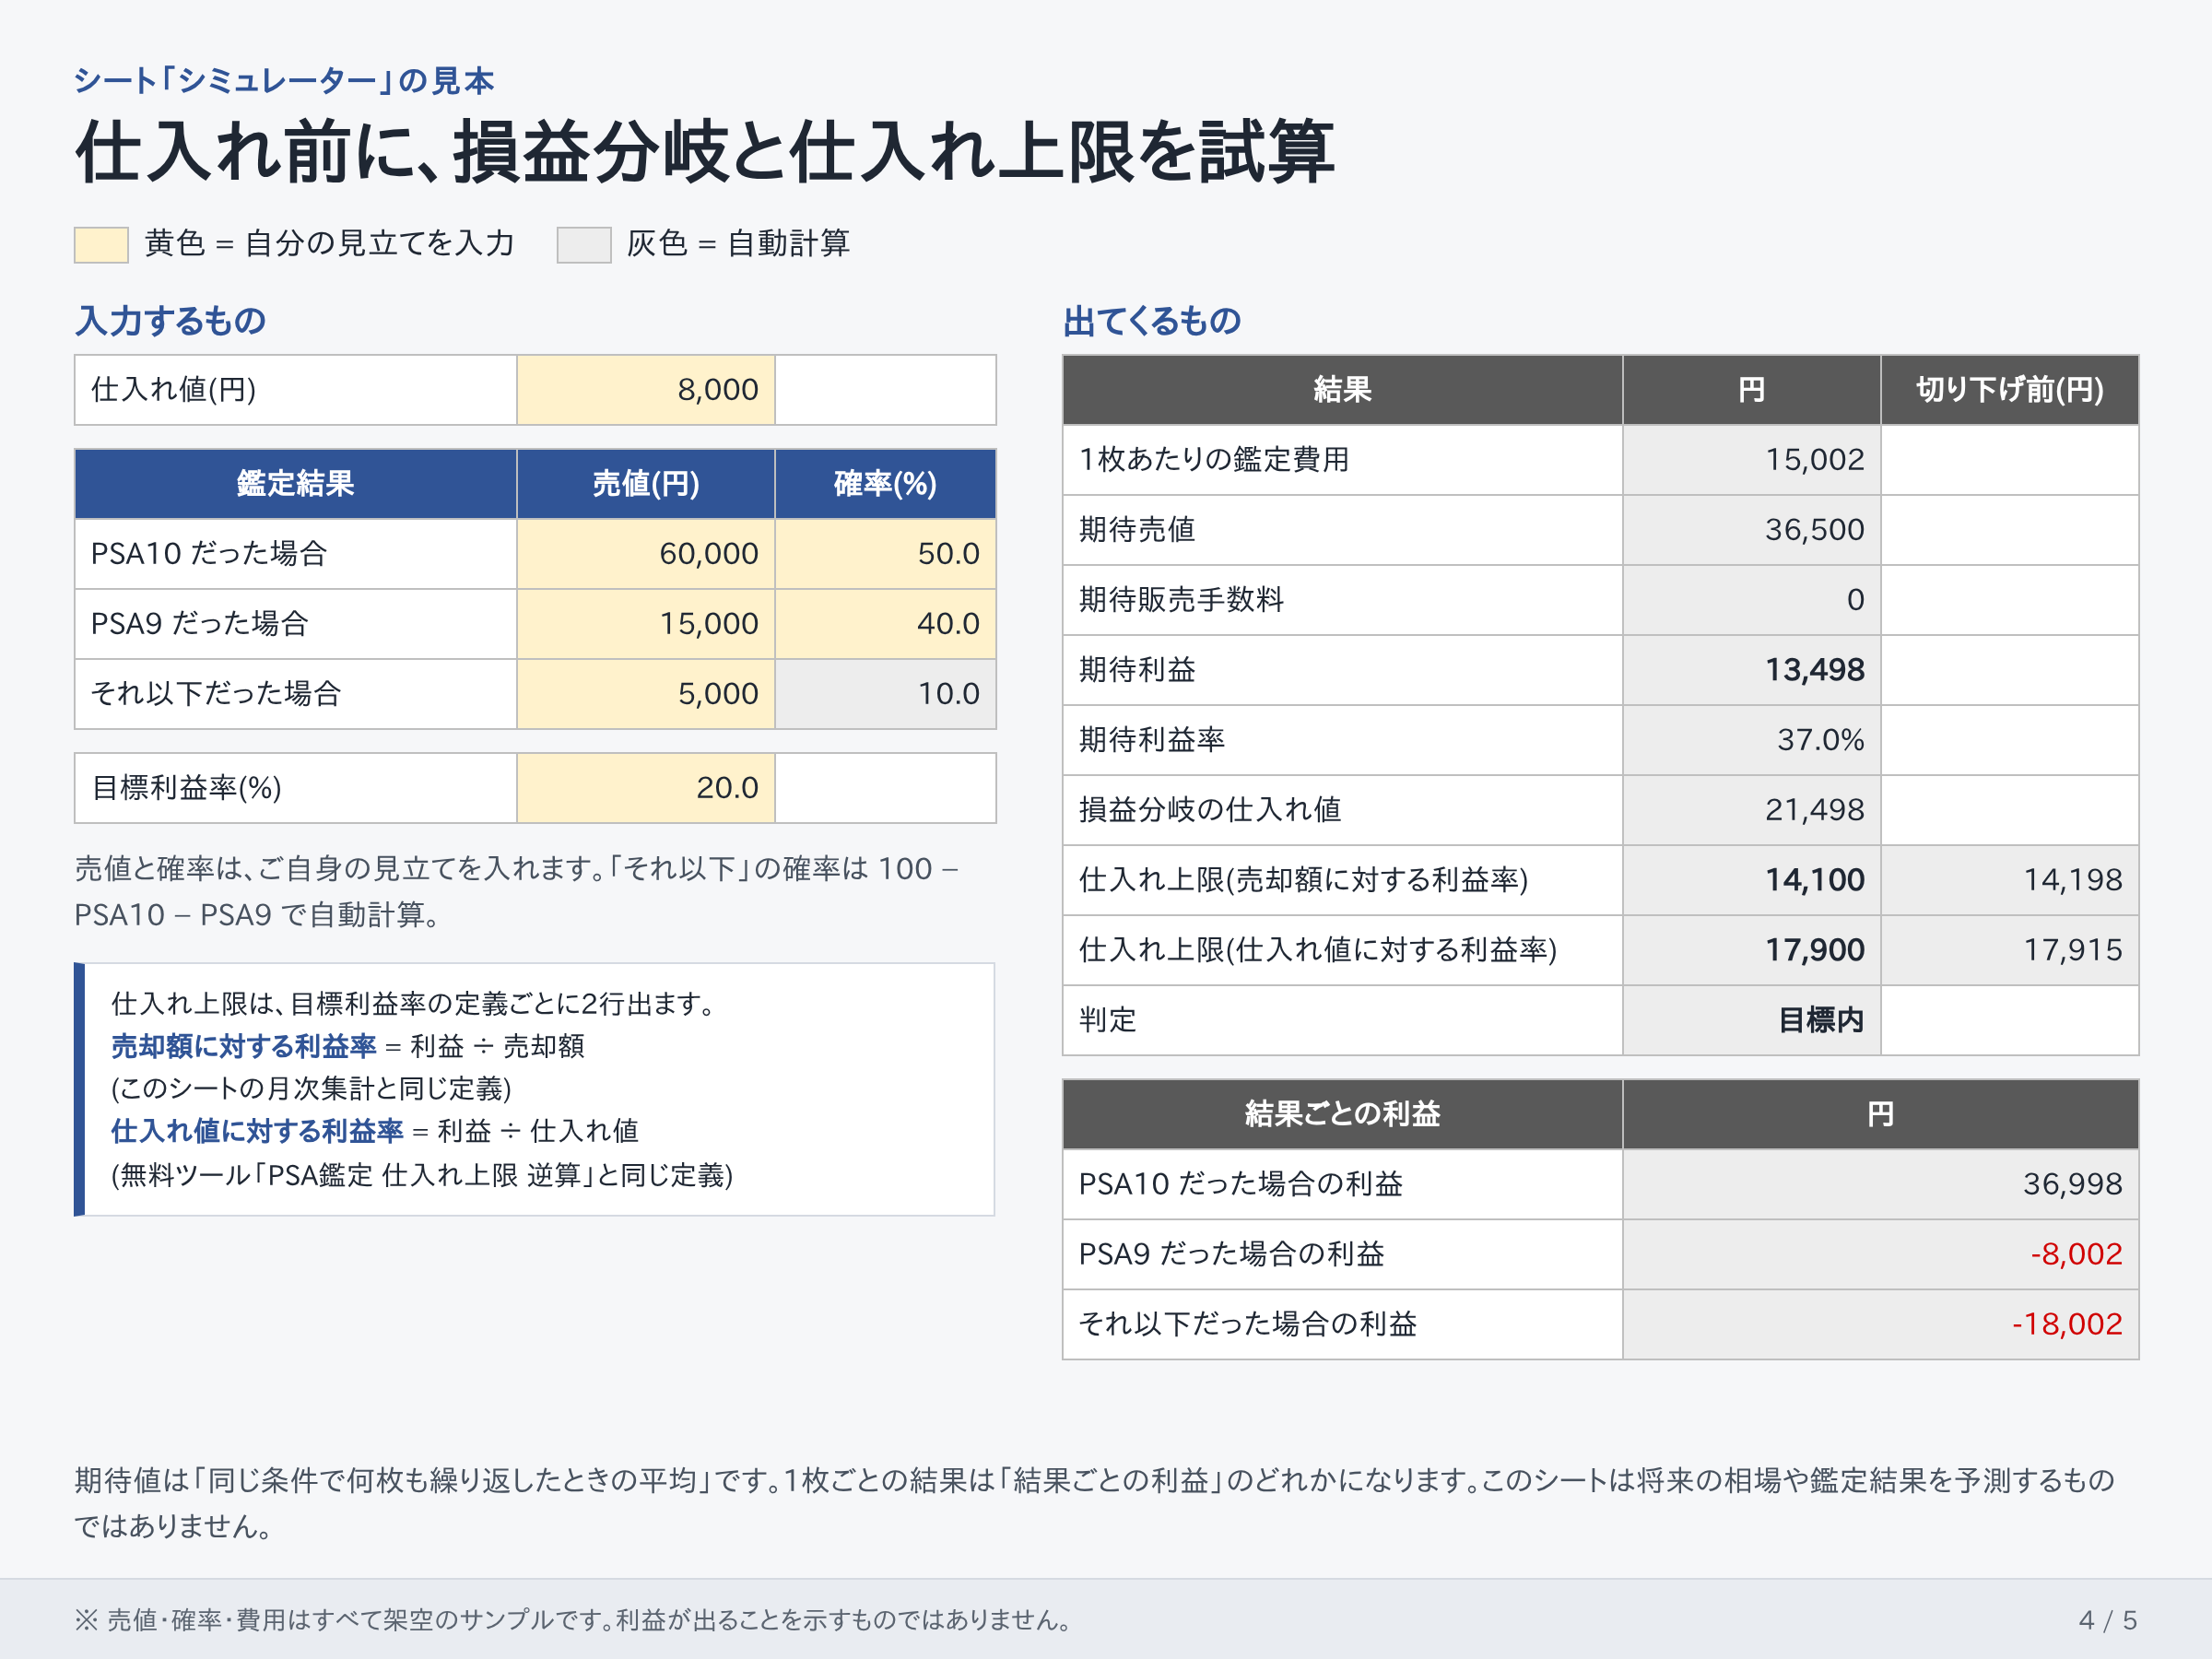 シート「シミュレーター」の見本
仕入れ前に、損益分岐と仕入れ上限を試算
黄色 = 自分の見立てを入力 灰色 = 自動計算
入力するもの
仕入れ値(円) 8,000
鑑定結果 売値(円) 確率(%)
PSA10 だった場合 60,000 50.0
PSA9 だった場合 15,000 40.0
それ以下だった場合 5,000 10.0
目標利益率(%) 20.0
売値と確率は、ご自身の見立てを入れます。「それ以下」の確率は 100 −
PSA10 − PSA9 で自動計算。
仕入れ上限は、目標利益率の定義ごとに2行出ます。
売却額に対する利益率 = 利益 ÷ 売却額
(このシートの月次集計と同じ定義)
仕入れ値に対する利益率 = 利益 ÷ 仕入れ値
(無料ツール「PSA鑑定 仕入れ上限 逆算」と同じ定義)
出てくるもの
結果 円 切り下げ前(円)
1枚あたりの鑑定費用 15,002
期待売値 36,500
期待販売手数料 0
期待利益 13,498
期待利益率 37.0%
損益分岐の仕入れ値 21,498
仕入れ上限(売却額に対する利益率) 14,100 14,198
仕入れ上限(仕入れ値に対する利益率) 17,900 17,915
判定 目標内
結果ごとの利益 円
PSA10 だった場合の利益 36,998
PSA9 だった場合の利益 -8,002
それ以下だった場合の利益 -18,002
期待値は「同じ条件で何枚も繰り返したときの平均」です。1枚ごとの結果は「結果ごとの利益」のどれかになります。このシートは将来の相場や鑑定結果を予測するもの
ではありません。
※ 売値・確率・費用はすべて架空のサンプルです。利益が出ることを示すものではありません。 4 / 5